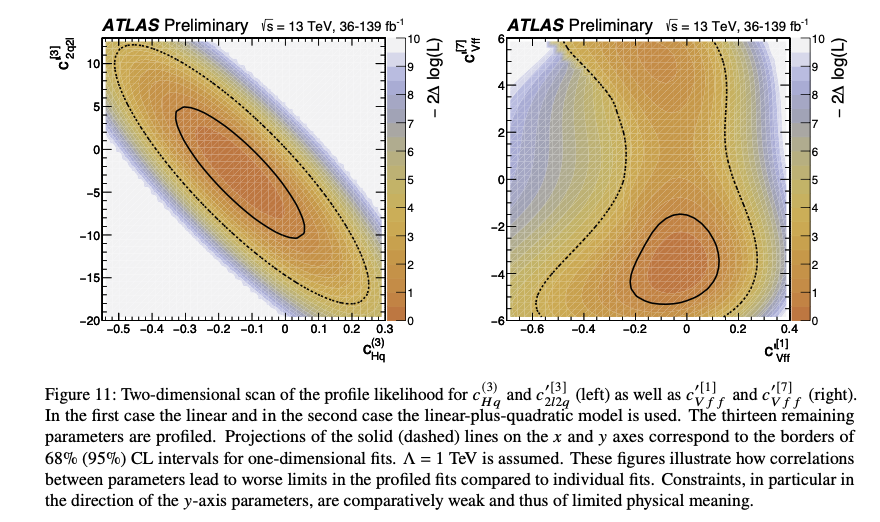 ATLAS Preliminary √s = 13 TeV, 36-139 fb⁻¹
c^{[3]}_{2q2l}
10
5
0
−5
−10
−15
−20
−0.5 −0.4 −0.3 −0.2 −0.1 0 0.1 0.2 0.3
c^{(3)}_{Hq}
10
9
8
7
6
5
4
3
2
1
0
− 2Δ log(L)
ATLAS Preliminary √s = 13 TeV, 36-139 fb⁻¹
c'^{[7]}_{Vff}
6
4
2
0
−2
−4
−6
−0.6 −0.4 −0.2 0 0.2 0.4
c'^{[1]}_{Vff}
10
9
8
7
6
5
4
3
2
1
0
− 2Δ log(L)
Figure 11: Two-dimensional scan of the profile likelihood for c^{(3)}_{Hq} and c'^{[3]}_{2l2q} (left) as well as c'^{[1]}_{Vff} and c'^{[7]}_{Vff} (right).
In the first case the linear and in the second case the linear-plus-quadratic model is used. The thirteen remaining
parameters are profiled. Projections of the solid (dashed) lines on the x and y axes correspond to the borders of
68% (95%) CL intervals for one-dimensional fits. Λ = 1 TeV is assumed. These figures illustrate how correlations
between parameters lead to worse limits in the profiled fits compared to individual fits. Constraints, in particular in
the direction of the y-axis parameters, are comparatively weak and thus of limited physical meaning.